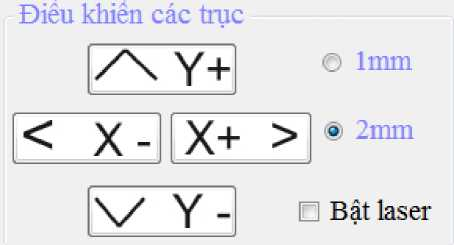 Điều khiển các trục
Y+
1mm
< X -
X+ >
2mm
Y -
Bật laser